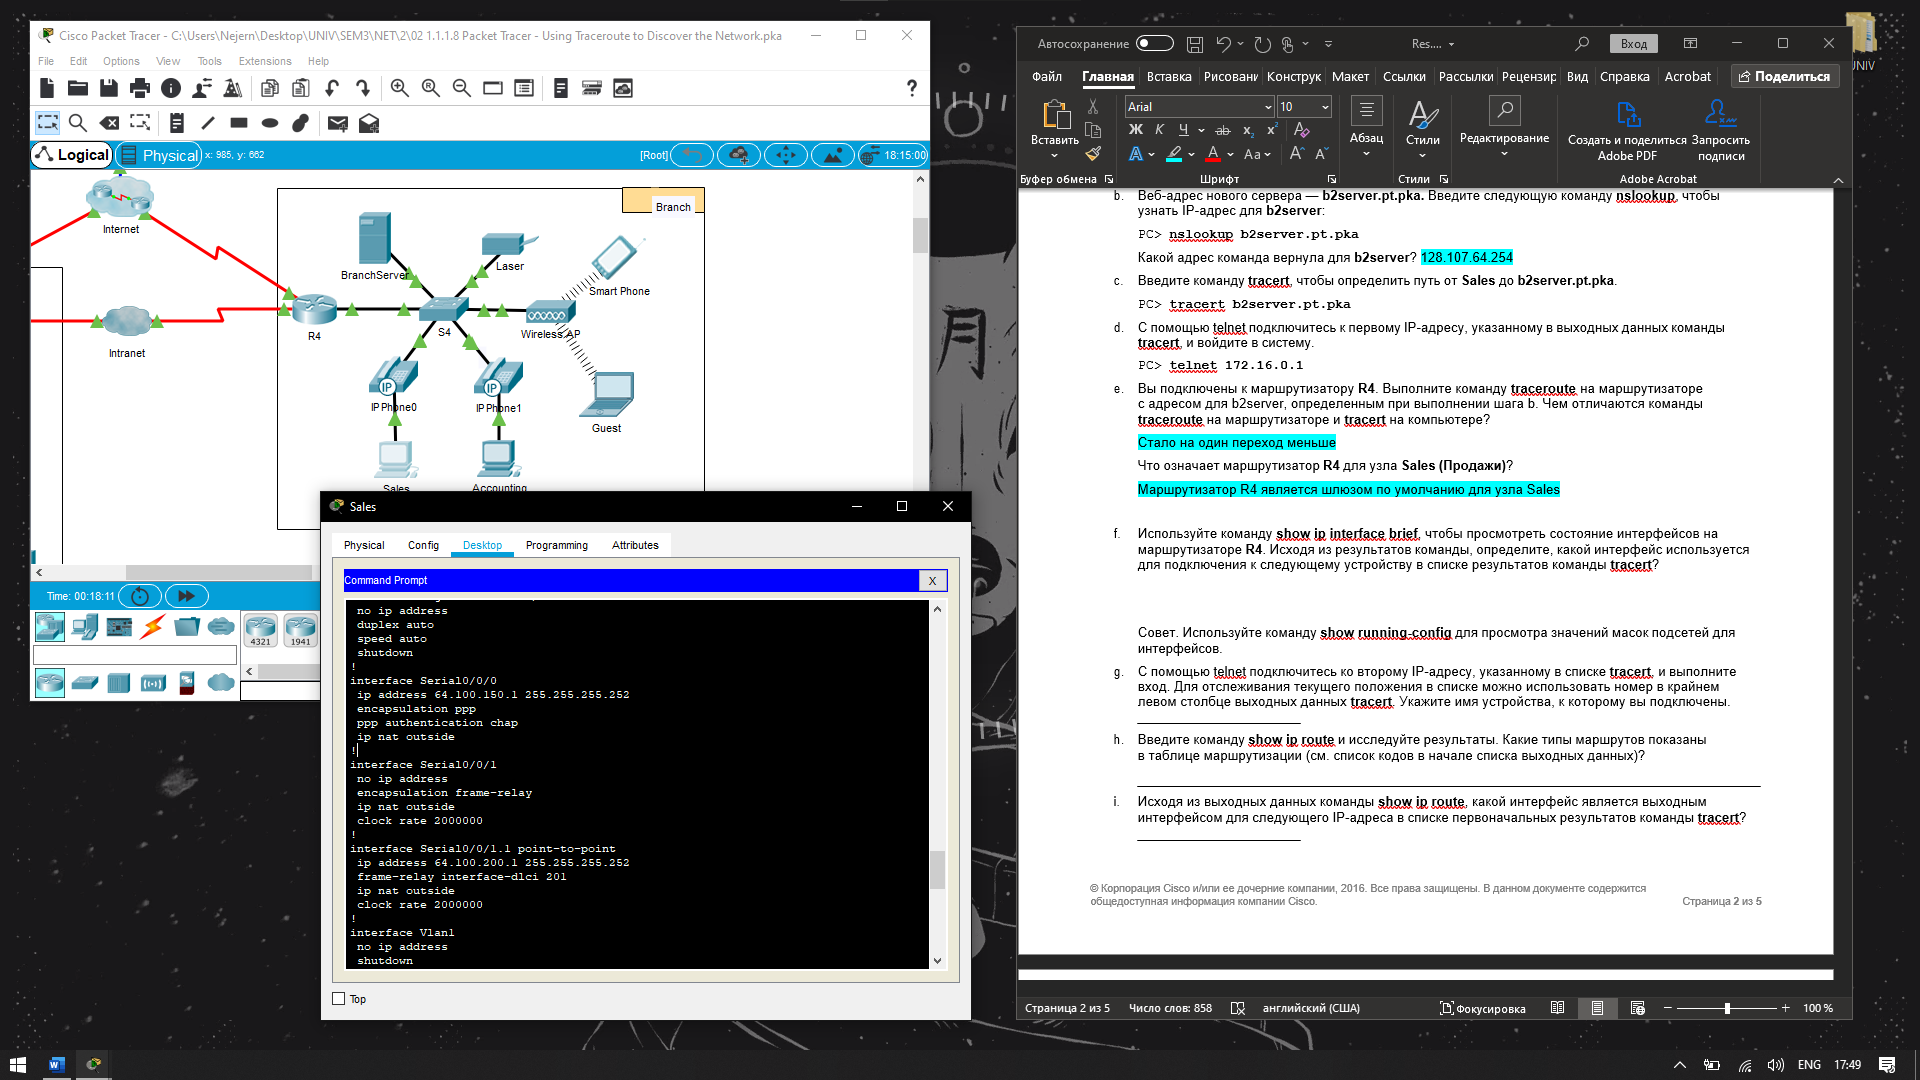 Cisco Packet Tracer - C:\Users\Nejern\Desktop\UNIV\SEM3\NET\2\02 1.1.1.8 Packet Tracer - Using Traceroute to Discover the Network.pka
File Edit Options View Tools Extensions Help
Logical
Physical
x: 985, y: 662
[Root]
18:15:00
Branch
Internet
BranchServer
Laser
Smart Phone
R4
S4
Wireless AP
Intranet
IP
IP
IP Phone0
IP Phone1
Guest
Sales
Accounting
Time: 00:18:11
4321
1941
Sales
Physical
Config
Desktop
Programming
Attributes
Command Prompt
X
no ip address
duplex auto
speed auto
shutdown
!
interface Serial0/0/0
ip address 64.100.150.1 255.255.255.252
encapsulation ppp
ppp authentication chap
ip nat outside
!
interface Serial0/0/1
no ip address
encapsulation frame-relay
ip nat outside
clock rate 2000000
!
interface Serial0/0/1.1 point-to-point
ip address 64.100.200.1 255.255.255.252
frame-relay interface-dlci 201
ip nat outside
clock rate 2000000
!
interface Vlan1
no ip address
shutdown
Top
Автосохранение
Res....
Вход
Файл Главная Вставка Рисовани Конструк Макет Ссылки Рассылки Рецензир Вид Справка Acrobat Поделиться
Вставить
Arial
10
Ж К Ч ab x₂ x²
A A Aa A A
Абзац
Стили
Редактирование
Создать и поделиться Adobe PDF
Запросить подписи
Буфер обмена
Шрифт
Стили
Adobe Acrobat
b. Веб-адрес нового сервера — b2server.pt.pka. Введите следующую команду nslookup, чтобы
узнать IP-адрес для b2server:
PC> nslookup b2server.pt.pka
Какой адрес команда вернула для b2server? 128.107.64.254
c. Введите команду tracert, чтобы определить путь от Sales до b2server.pt.pka.
PC> tracert b2server.pt.pka
d. С помощью telnet подключитесь к первому IP-адресу, указанному в выходных данных команды
tracert, и войдите в систему.
PC> telnet 172.16.0.1
e. Вы подключены к маршрутизатору R4. Выполните команду traceroute на маршрутизаторе
с адресом для b2server, определенным при выполнении шага b. Чем отличаются команды
traceroute на маршрутизаторе и tracert на компьютере?
Стало на один переход меньше
Что означает маршрутизатор R4 для узла Sales (Продажи)?
Маршрутизатор R4 является шлюзом по умолчанию для узла Sales
f. Используйте команду show ip interface brief, чтобы просмотреть состояние интерфейсов на
маршрутизаторе R4. Исходя из результатов команды, определите, какой интерфейс используется
для подключения к следующему устройству в списке результатов команды tracert?
Совет. Используйте команду show running-config для просмотра значений масок подсетей для
интерфейсов.
g. С помощью telnet подключитесь ко второму IP-адресу, указанному в списке tracert, и выполните
вход. Для отслеживания текущего положения в списке можно использовать номер в крайнем
левом столбце выходных данных tracert. Укажите имя устройства, к которому вы подключены.
h. Введите команду show ip route и исследуйте результаты. Какие типы маршрутов показаны
в таблице маршрутизации (см. список кодов в начале списка выходных данных)?
i. Исходя из выходных данных команды show ip route, какой интерфейс является выходным
интерфейсом для следующего IP-адреса в списке первоначальных результатов команды tracert?
© Корпорация Cisco и/или ее дочерние компании, 2016. Все права защищены. В данном документе содержится
общедоступная информация компании Cisco.
Страница 2 из 5
Страница 2 из 5
Число слов: 858
английский (США)
Фокусировка
100 %
UNIV
月
ENG
17:49